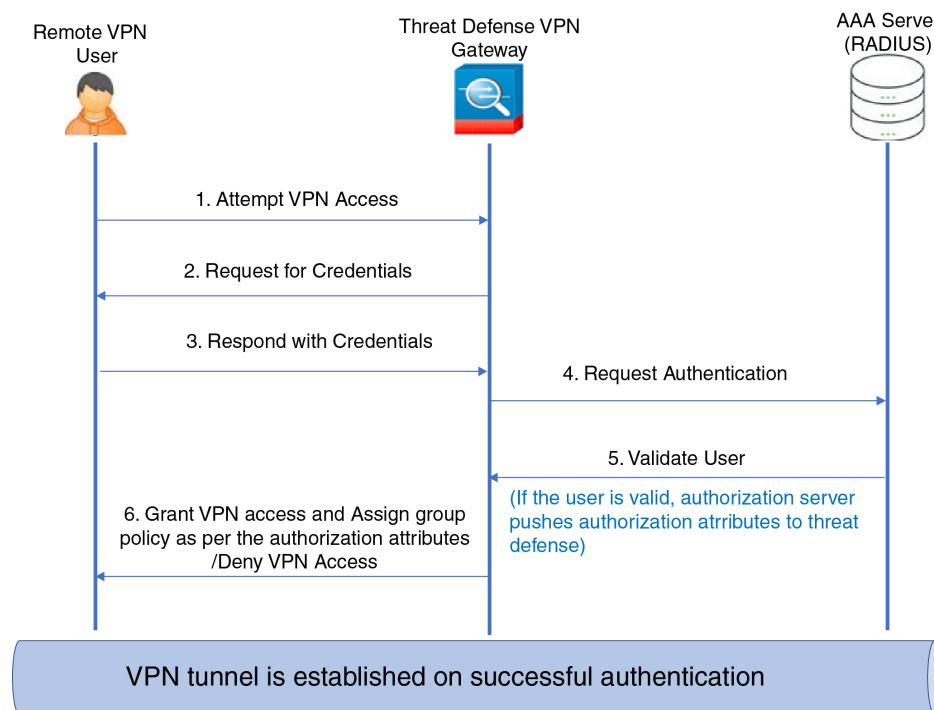 Remote VPN
User
Threat Defense VPN
Gateway
AAA Serve
(RADIUS)
1. Attempt VPN Access
2. Request for Credentials
3. Respond with Credentials
4. Request Authentication
5. Validate User
(If the user is valid, authorization server
pushes authorization atrributes to threat
defense)
6. Grant VPN access and Assign group
policy as per the authorization attributes
/Deny VPN Access
VPN tunnel is established on successful authentication